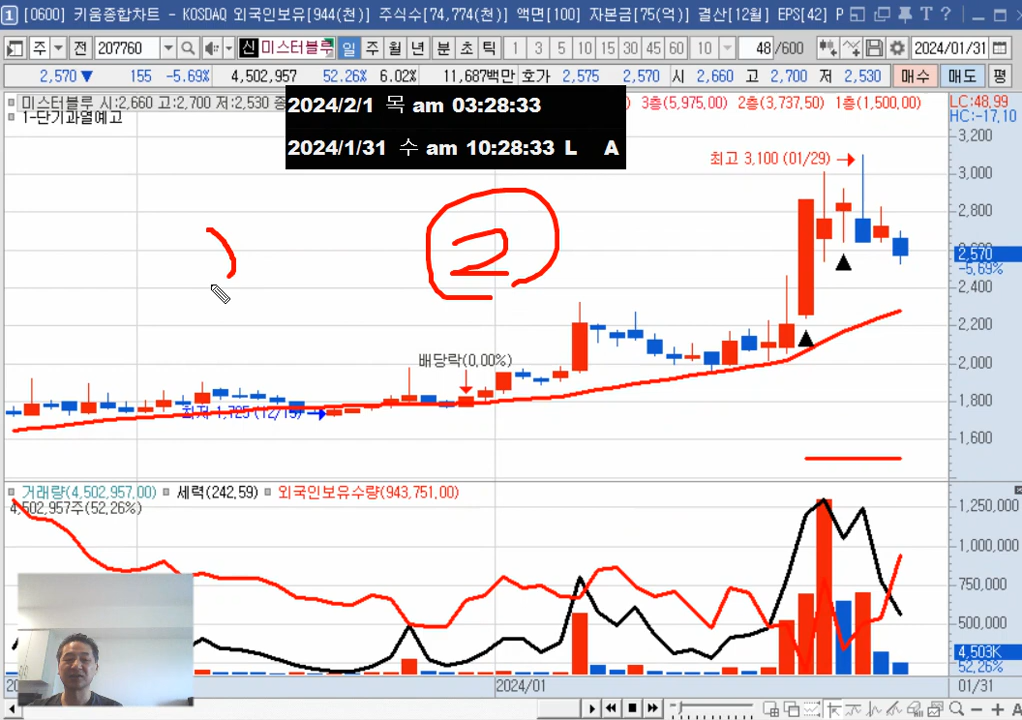 1 [0600] 키움종합차트 - KOSDAQ 외국인보유[944(천)] 주식수[74,774(천)] 액면[100] 자본금[75(억)] 결산[12월] EPS[42] P
주 전 207760 신 미스터블루 일 주 월 년 분 초 틱 1 3 5 10 15 30 45 60 10 48 /600 2024/01/31
2,570 ▼ 155 -5.69% 4,502,957 52.26% 6.02% 11,687백만 호가 2,575 2,570 시 2,660 고 2,700 저 2,530 매수 매도 평
미스터블루 시:2,660 고:2,700 저:2,530 종
3층(5,975.00) 2층(3,737.50) 1층(1,500.00)
LC:48.99
1-단기과열예고
HC:-17.10
2024/2/1 목 am 03:28:33
2024/1/31 수 am 10:28:33 L A
3,200
최고 3,100 (01/29)
3,000
2,800
2
2,570
-5.69%
2,400
2,200
배당락(0.00%)
2,000
1,800
최저 1,725 (12/15)
1,600
거래량(4,502,957.00) 세력(242.59) 외국인보유수량(943,751.00)
4,502,957주(52.26%)
1,250,000
1,000,000
750,000
500,000
4,503K
52.26%
2024/01
01/31